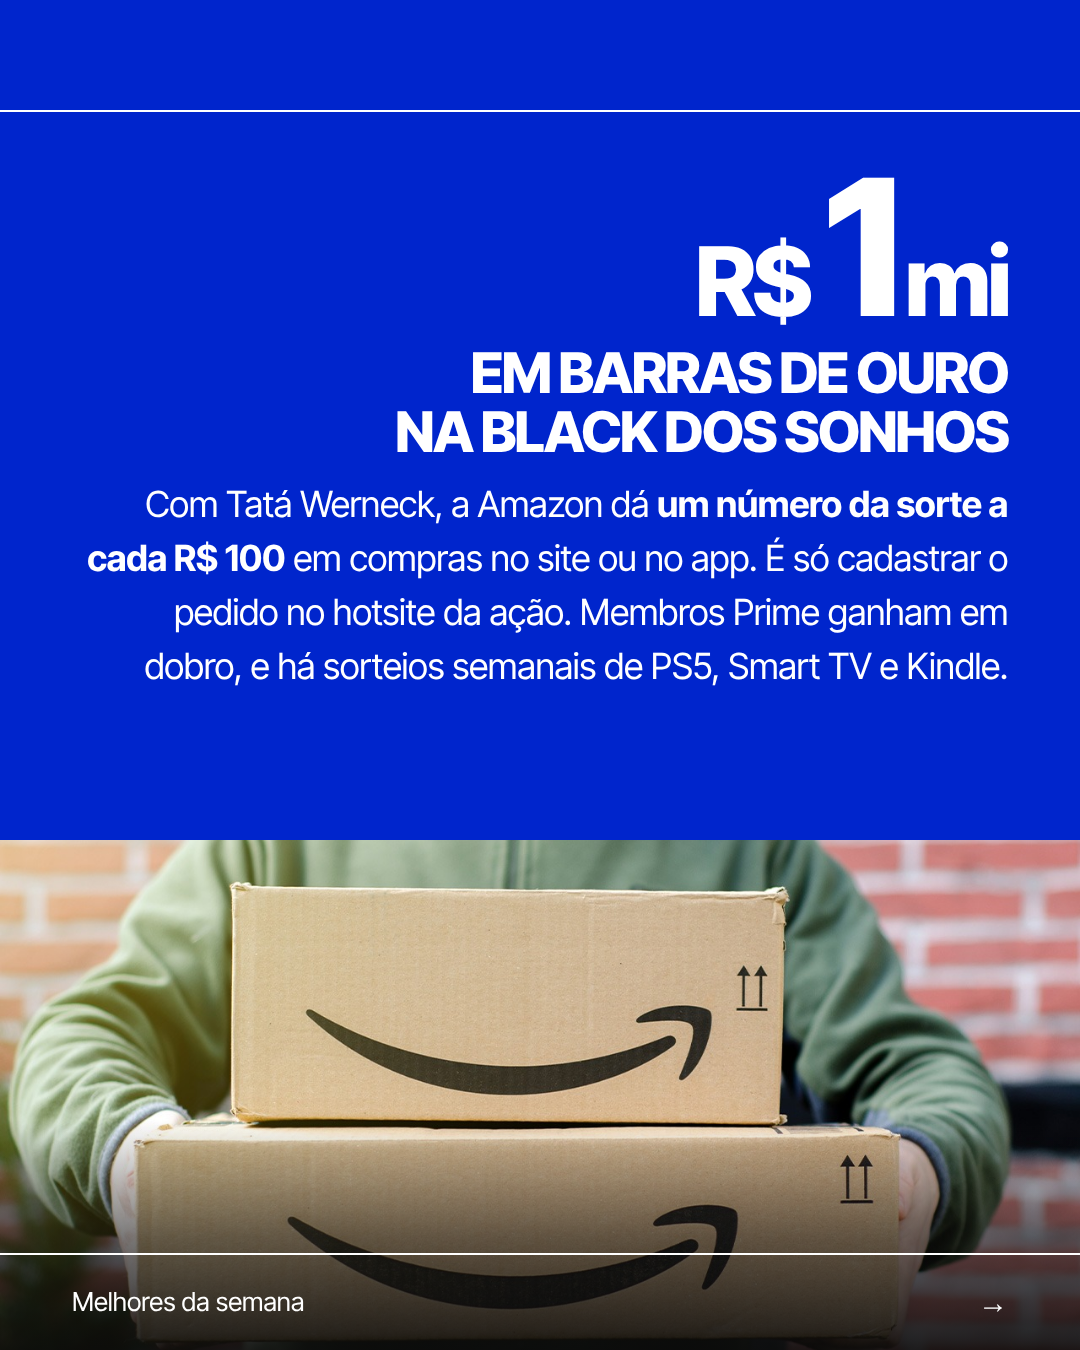 R$ 1mi
EM BARRAS DE OURO
NA BLACK DOS SONHOS
Com Tatá Werneck, a Amazon dá um número da sorte a
cada R$ 100 em compras no site ou no app. É só cadastrar o
pedido no hotsite da ação. Membros Prime ganham em
dobro, e há sorteios semanais de PS5, Smart TV e Kindle.
Melhores da semana →